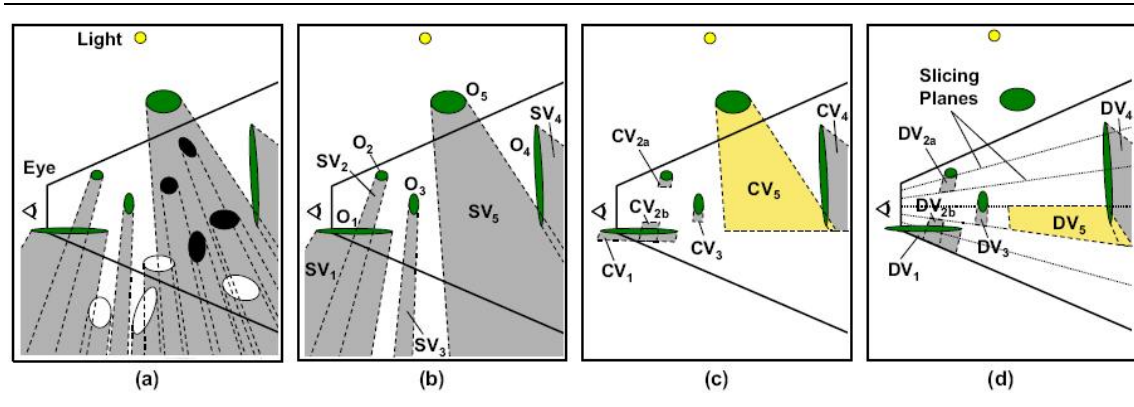 Light
Eye
(a)
O5
SV4
O2
SV2
O4
O3
O1
SV5
SV1
SV3
(b)
CV4
CV2a
CV5
CV2b
CV3
CV1
(c)
Slicing
Planes
DV4
DV2a
DV2b
DV5
DV3
DV1
(d)